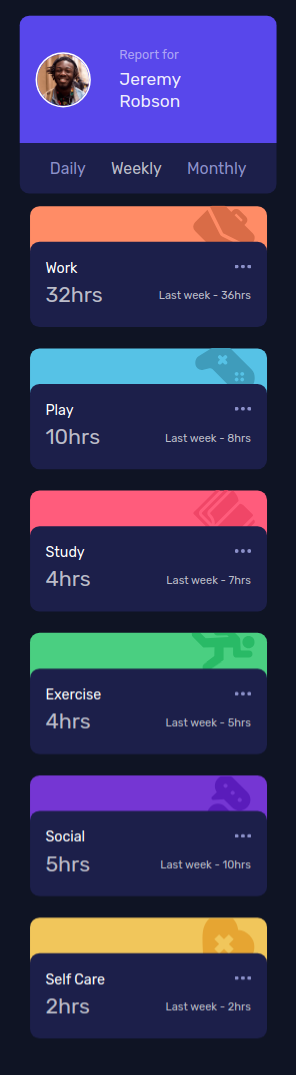 Report for
Jeremy
Robson
Daily Weekly Monthly
Work
32hrs Last week - 36hrs
Play
10hrs Last week - 8hrs
Study
4hrs Last week - 7hrs
Exercise
4hrs Last week - 5hrs
Social
5hrs Last week - 10hrs
Self Care
2hrs Last week - 2hrs